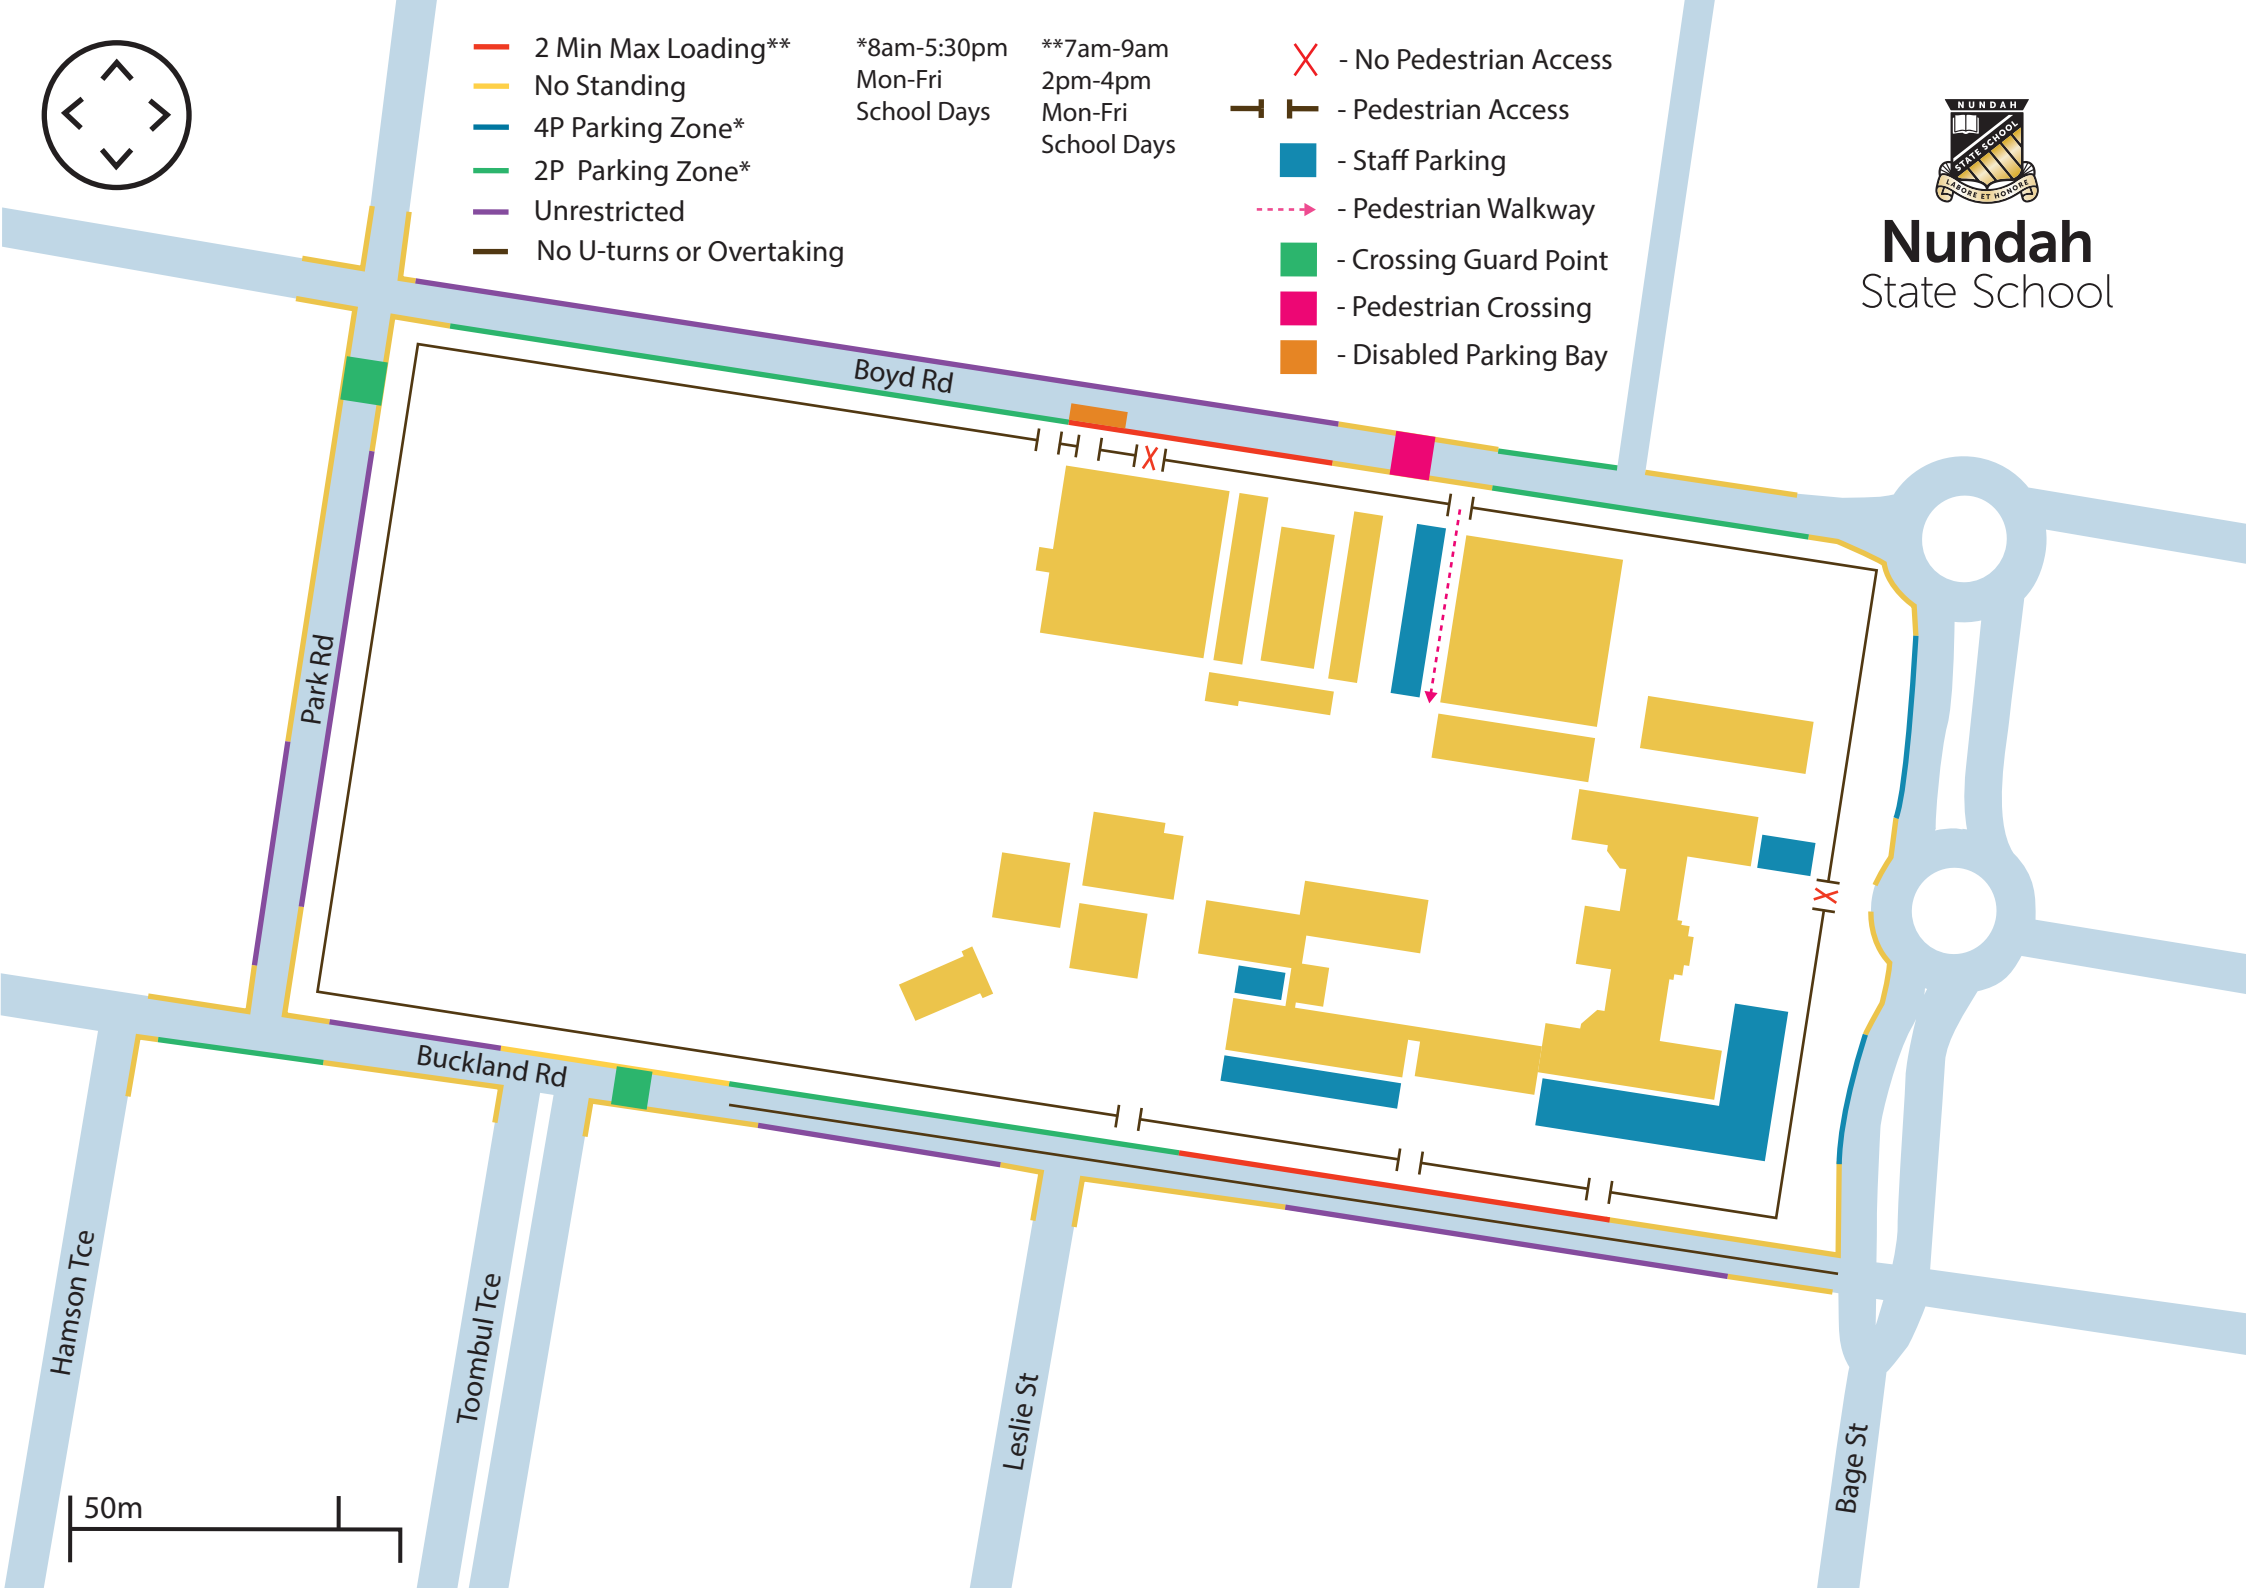 2 Min Max Loading**
No Standing
4P Parking Zone*
2P Parking Zone*
Unrestricted
No U-turns or Overtaking
*8am-5:30pm
Mon-Fri
School Days
**7am-9am
2pm-4pm
Mon-Fri
School Days
- No Pedestrian Access
- Pedestrian Access
- Staff Parking
- Pedestrian Walkway
- Crossing Guard Point
- Pedestrian Crossing
- Disabled Parking Bay
NUNDAH
STATE SCHOOL
LABORE ET HONORE
Nundah
State School
Boyd Rd
Park Rd
Buckland Rd
Hamson Tce
Toombul Tce
Leslie St
Bage St
50m